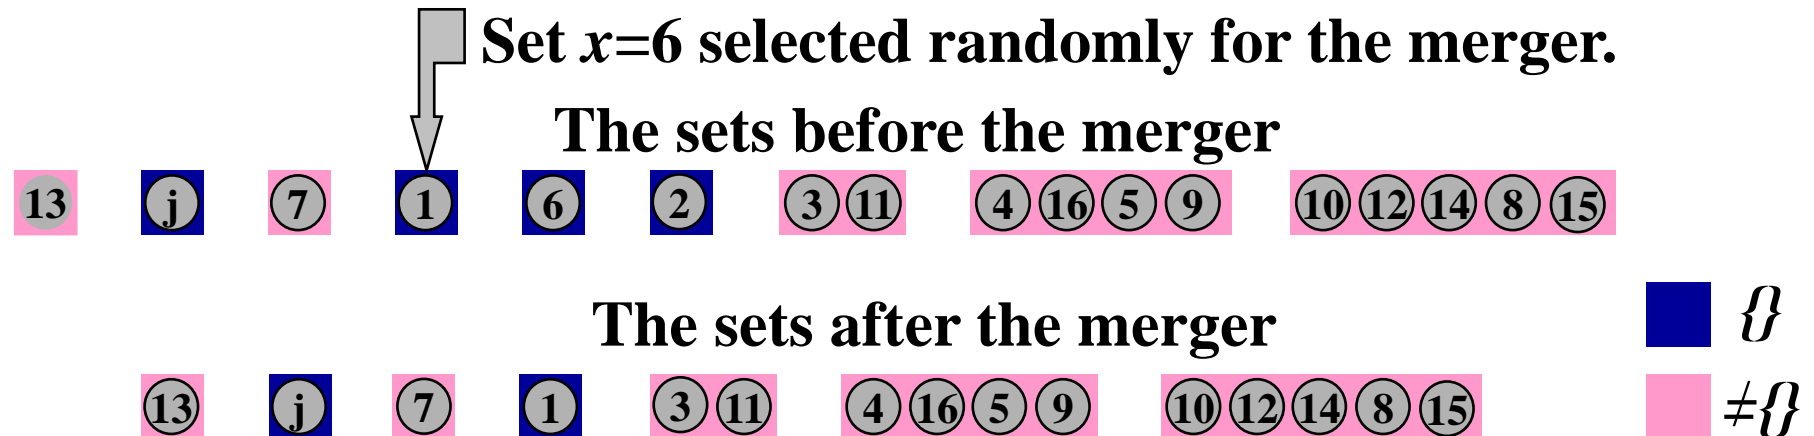 Set x=6 selected randomly for the merger.
The sets before the merger
13 j 7 1 6 2 3 11 4 16 5 9 10 12 14 8 15
The sets after the merger
{}
13 j 7 1 3 11 4 16 5 9 10 12 14 8 15
≠{}